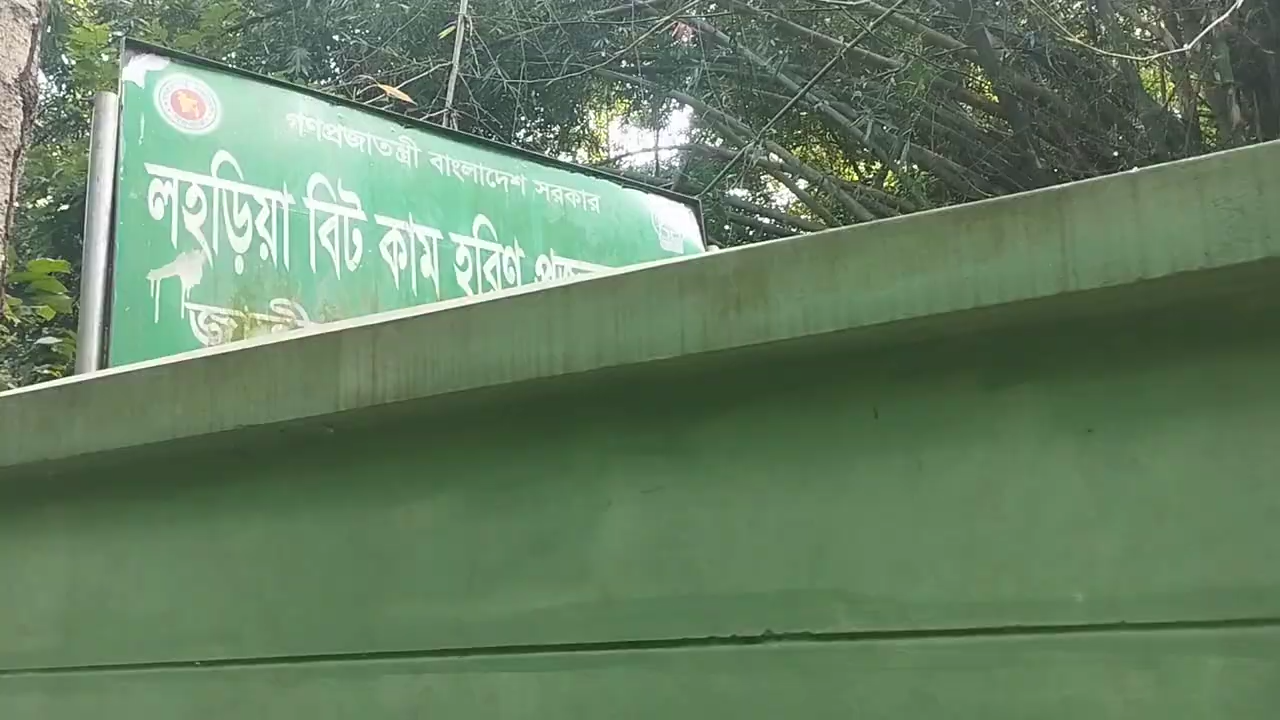 গণপ্রজাতন্ত্রী বাংলাদেশ সরকার
লহড়িয়া বিট কাম হরিণ